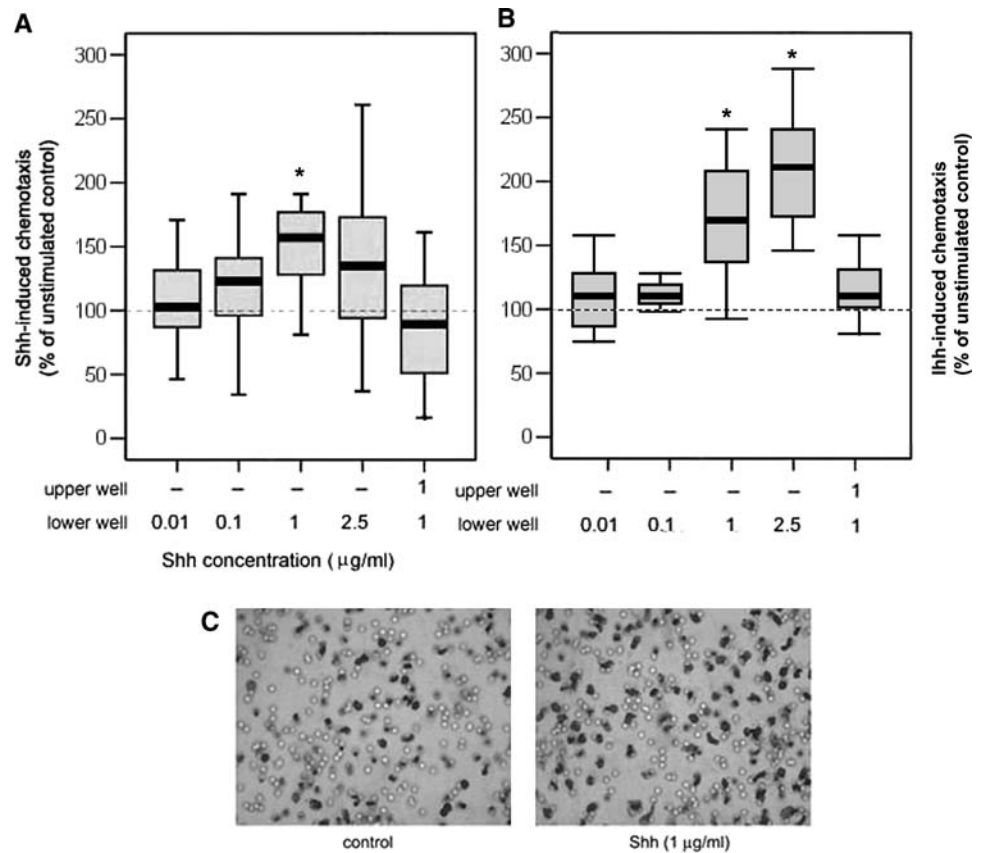 A
Shh-induced chemotaxis
(% of unstimulated control)
300
250
200
150
100
50
0
*
upper well – – – – 1
lower well 0.01 0.1 1 2.5 1
Shh concentration (μg/ml)
B
300
250
200
150
100
50
0
*
*
Ihh-induced chemotaxis
(% of unstimulated control)
upper well – – – – 1
lower well 0.01 0.1 1 2.5 1
C
control
Shh (1 μg/ml)